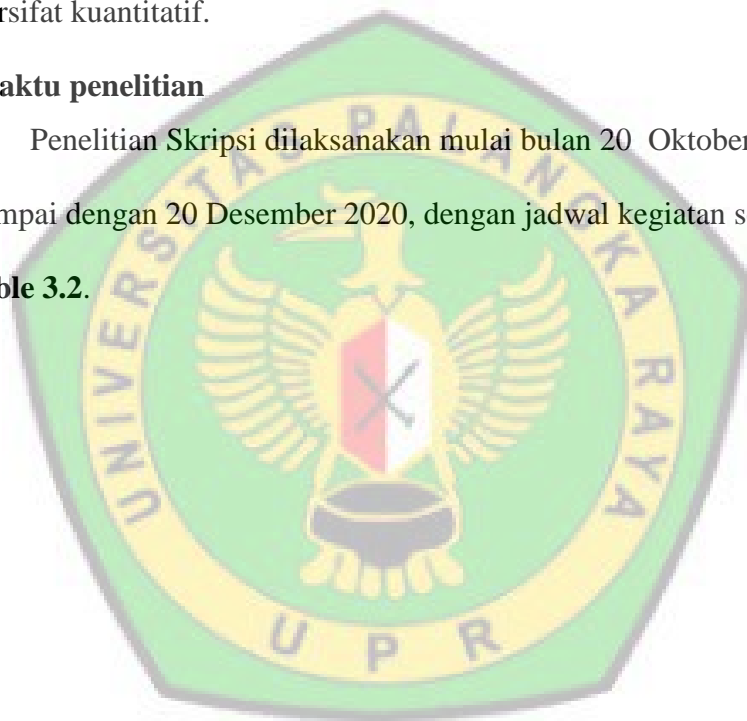 rsifat kuantitatif.
aktu penelitian
Penelitian Skripsi dilaksanakan mulai bulan 20 Oktober
mpai dengan 20 Desember 2020, dengan jadwal kegiatan s
ble 3.2.
UNIVERSITAS PALANGKA RAYA
UPR